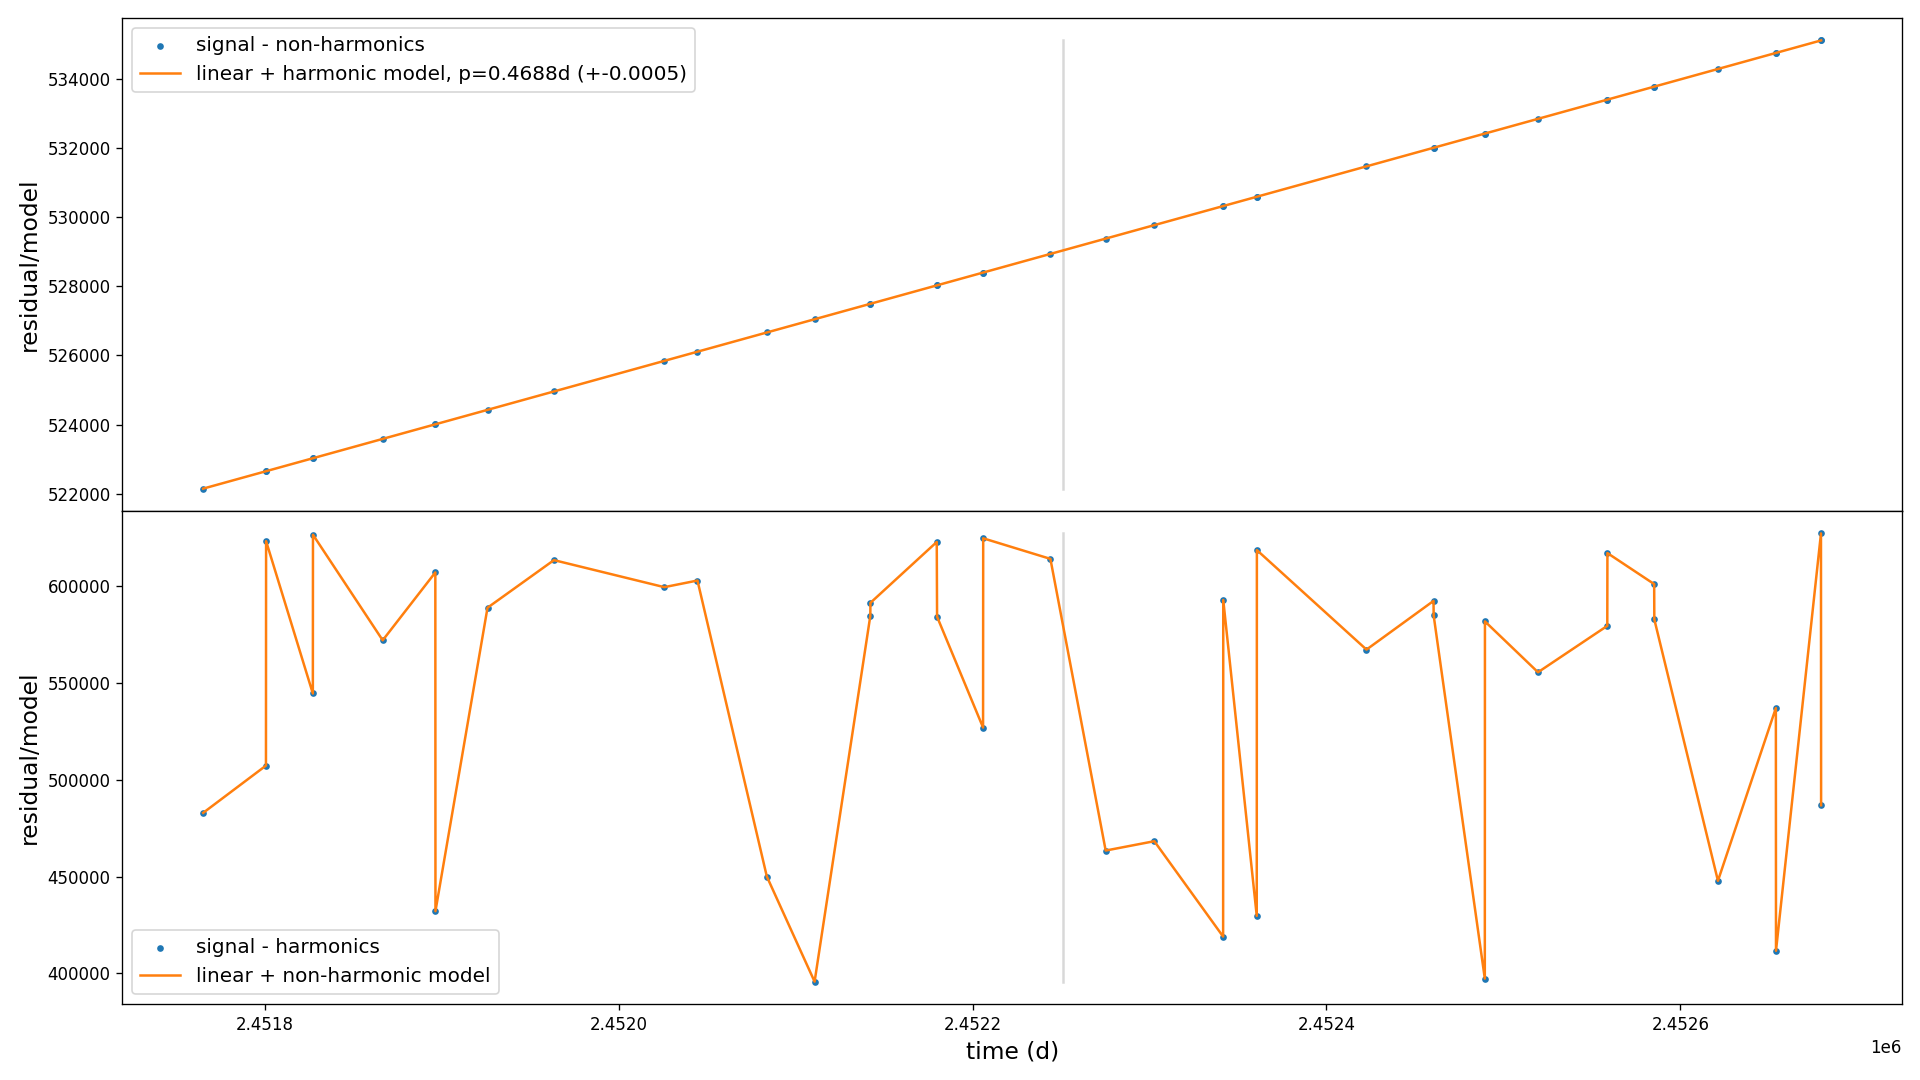 signal - non-harmonics
linear + harmonic model, p=0.4688d (+-0.0005)
534000
532000
530000
528000
526000
524000
522000
residual/model
600000
550000
500000
450000
400000
residual/model
signal - harmonics
linear + non-harmonic model
2.4518
2.4520
2.4522
2.4524
2.4526
time (d)
1e6